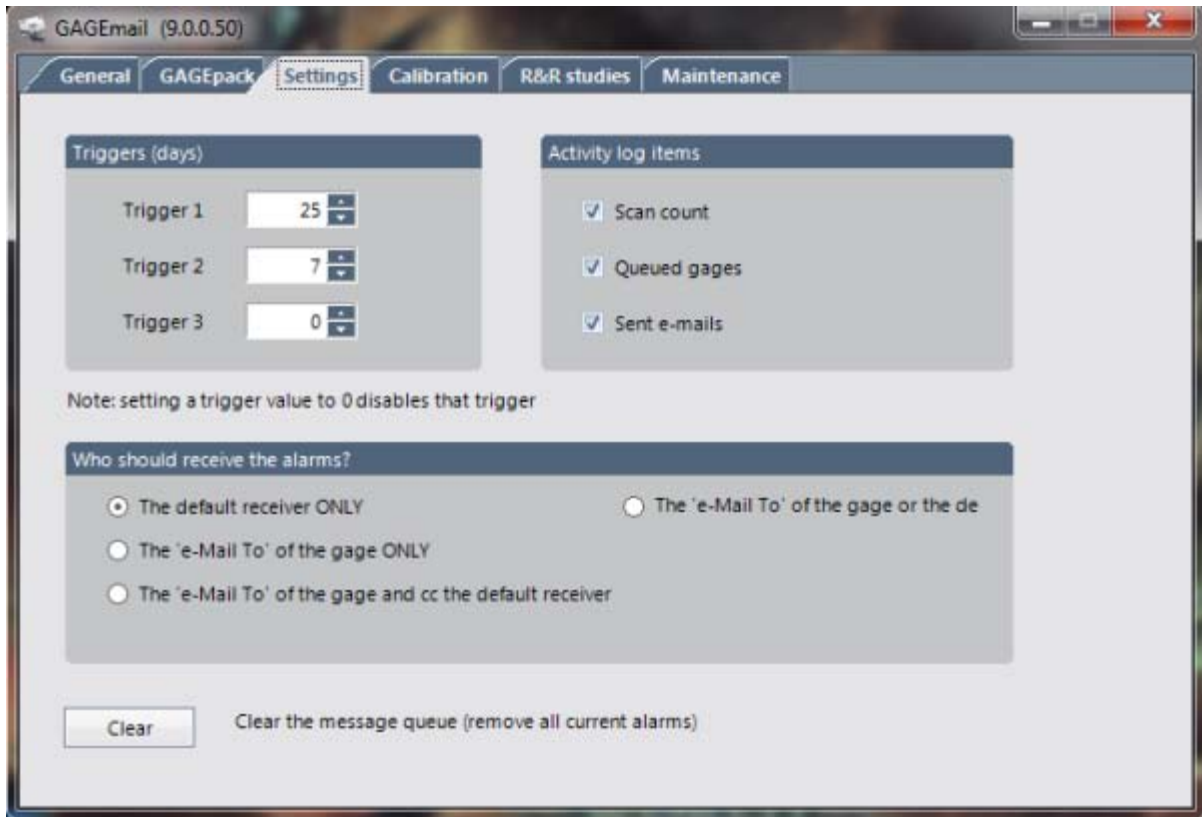 GAGEmail (9.0.0.50)
General GAGEpack Settings Calibration R&R studies Maintenance
Triggers (days)
Trigger 1 25
Trigger 2 7
Trigger 3 0
Activity log items
Scan count
Queued gages
Sent e-mails
Note: setting a trigger value to 0 disables that trigger
Who should receive the alarms?
The default receiver ONLY
The 'e-Mail To' of the gage or the de
The 'e-Mail To' of the gage ONLY
The 'e-Mail To' of the gage and cc the default receiver
Clear Clear the message queue (remove all current alarms)